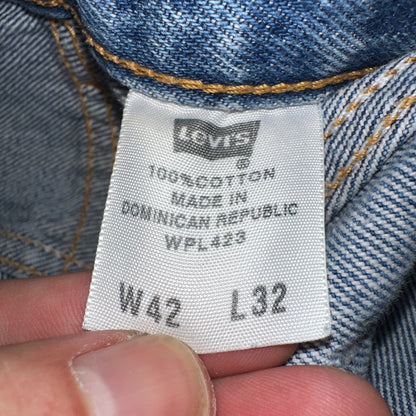 LEVI'S
®
100%COTTON
MADE IN
DOMINICAN REPUBLIC
WPL423
W42 L32